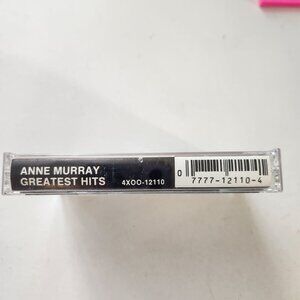 ANNE MURRAY
GREATEST HITS
4XOO-12110
0 7777-12110-4